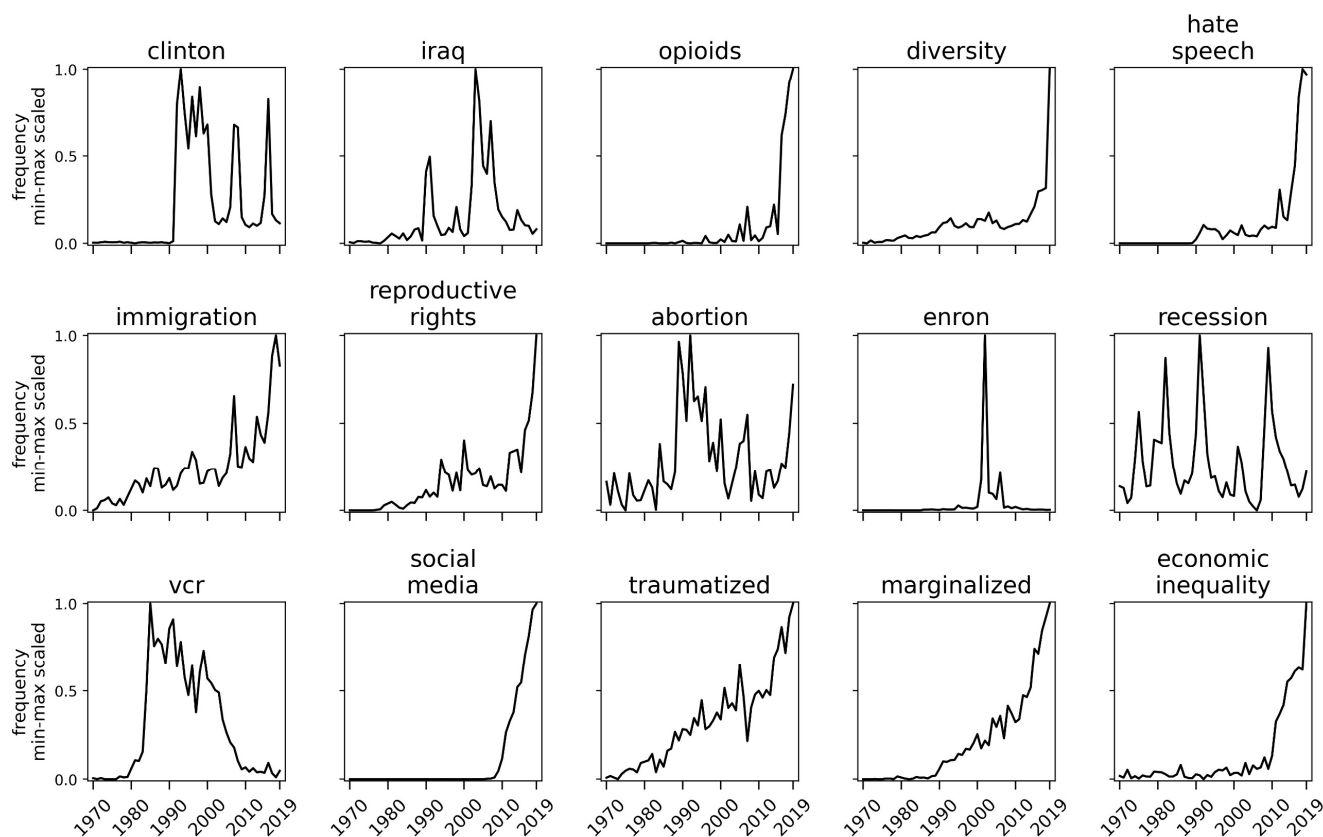 clinton
iraq
opioids
diversity
hate
speech
frequency
min-max scaled
1.0
0.5
0.0
immigration
reproductive
rights
abortion
enron
recession
frequency
min-max scaled
1.0
0.5
0.0
vcr
social
media
traumatized
marginalized
economic
inequality
frequency
min-max scaled
1.0
0.5
0.0
1970 1980 1990 2000 2010 2019
1970 1980 1990 2000 2010 2019
1970 1980 1990 2000 2010 2019
1970 1980 1990 2000 2010 2019
1970 1980 1990 2000 2010 2019